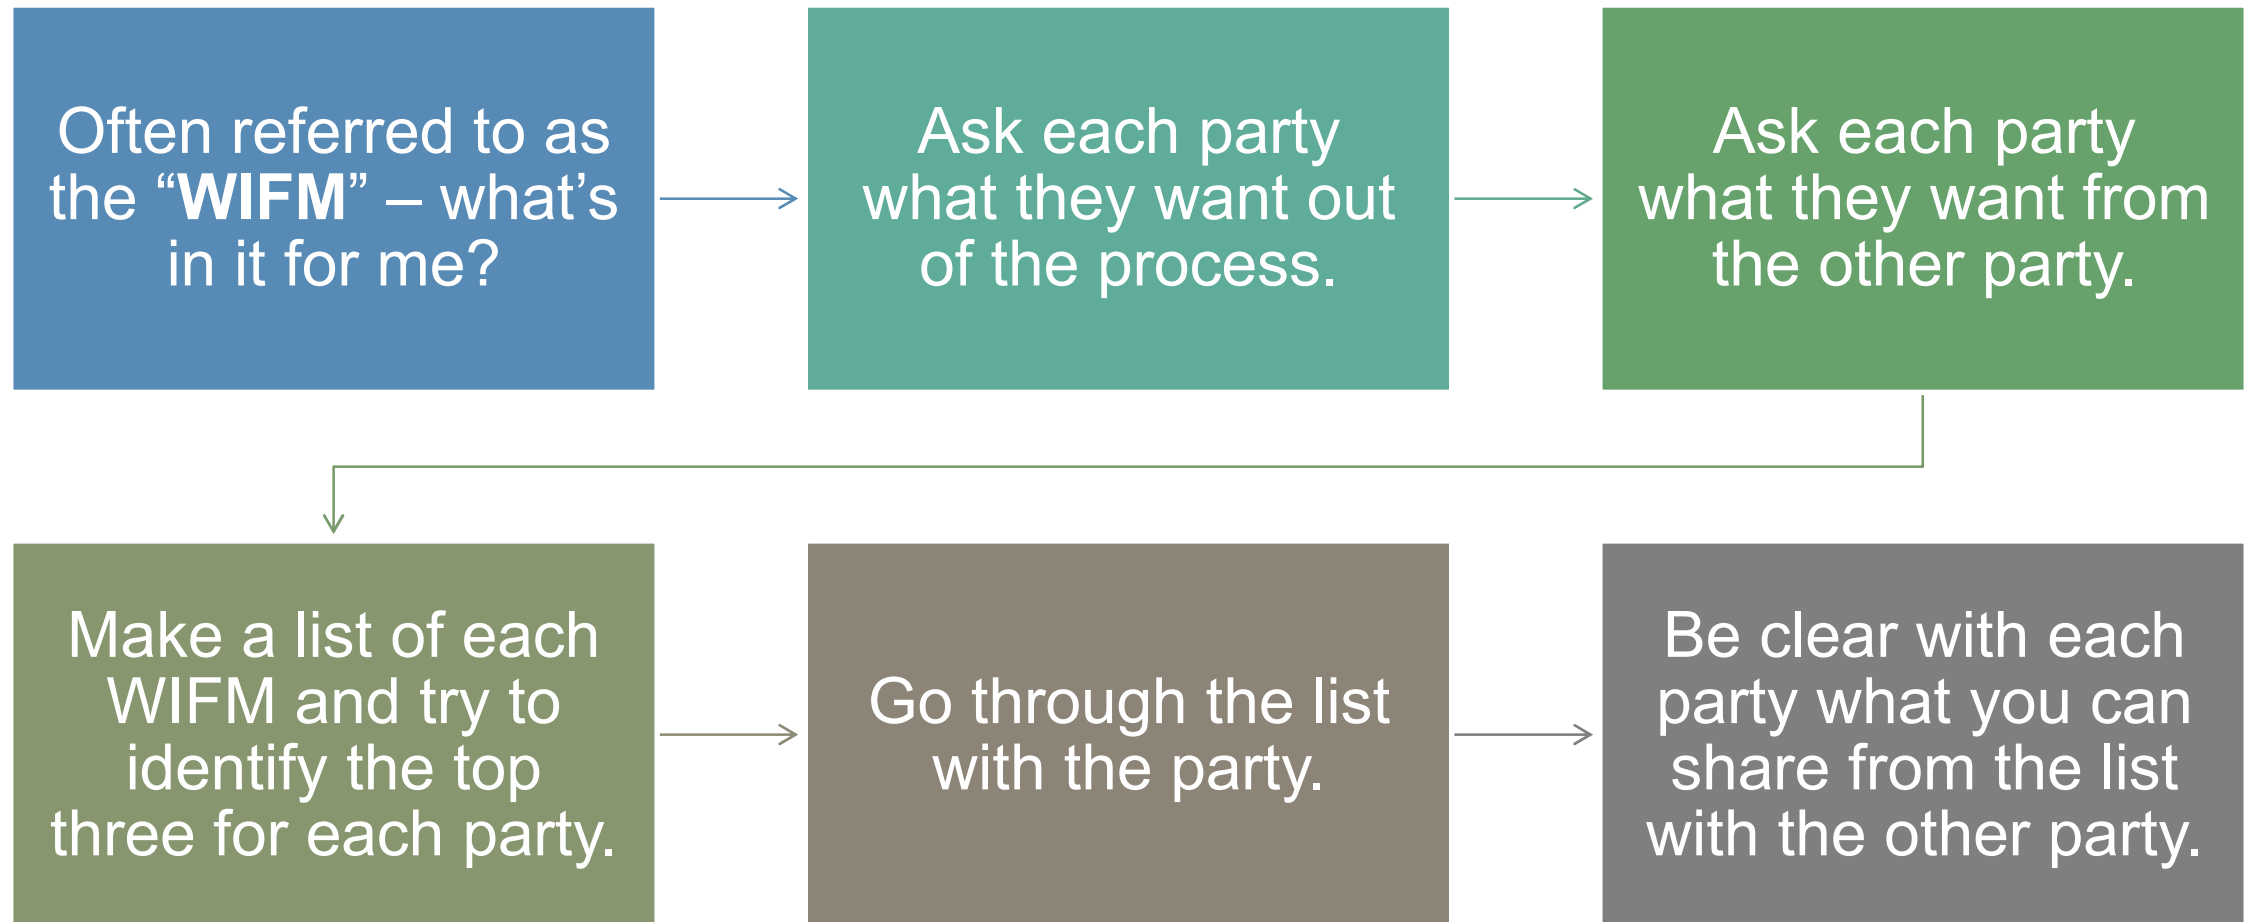 Often referred to as
the “WIFM” – what’s
in it for me?
Ask each party
what they want out
of the process.
Ask each party
what they want from
the other party.
Make a list of each
WIFM and try to
identify the top
three for each party.
Go through the list
with the party.
Be clear with each
party what you can
share from the list
with the other party.